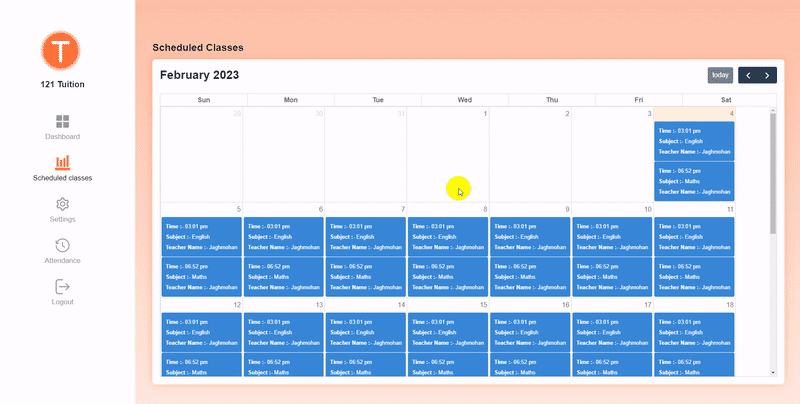 T
121 Tuition
Dashboard
Scheduled classes
Settings
Attendance
Logout
Scheduled Classes
February 2023
today
Sun Mon Tue Wed Thu Fri Sat
29 30 31 1 2 3 4
Time :- 03:01 pm
Subject :- English
Teacher Name :- Jaghmohan
Time :- 06:52 pm
Subject :- Maths
Teacher Name :- Jaghmohan
5 6 7 8 9 10 11
Time :- 03:01 pm Time :- 03:01 pm Time :- 03:01 pm Time :- 03:01 pm Time :- 03:01 pm Time :- 03:01 pm Time :- 03:01 pm
Subject :- English Subject :- English Subject :- English Subject :- English Subject :- English Subject :- English Subject :- English
Teacher Name :- Jaghmohan Teacher Name :- Jaghmohan Teacher Name :- Jaghmohan Teacher Name :- Jaghmohan Teacher Name :- Jaghmohan Teacher Name :- Jaghmohan Teacher Name :- Jaghmohan
Time :- 06:52 pm Time :- 06:52 pm Time :- 06:52 pm Time :- 06:52 pm Time :- 06:52 pm Time :- 06:52 pm Time :- 06:52 pm
Subject :- Maths Subject :- Maths Subject :- Maths Subject :- Maths Subject :- Maths Subject :- Maths Subject :- Maths
Teacher Name :- Jaghmohan Teacher Name :- Jaghmohan Teacher Name :- Jaghmohan Teacher Name :- Jaghmohan Teacher Name :- Jaghmohan Teacher Name :- Jaghmohan Teacher Name :- Jaghmohan
12 13 14 15 16 17 18
Time :- 03:01 pm Time :- 03:01 pm Time :- 03:01 pm Time :- 03:01 pm Time :- 03:01 pm Time :- 03:01 pm Time :- 03:01 pm
Subject :- English Subject :- English Subject :- English Subject :- English Subject :- English Subject :- English Subject :- English
Teacher Name :- Jaghmohan Teacher Name :- Jaghmohan Teacher Name :- Jaghmohan Teacher Name :- Jaghmohan Teacher Name :- Jaghmohan Teacher Name :- Jaghmohan Teacher Name :- Jaghmohan
Time :- 06:52 pm Time :- 06:52 pm Time :- 06:52 pm Time :- 06:52 pm Time :- 06:52 pm Time :- 06:52 pm Time :- 06:52 pm
Subject :- Maths Subject :- Maths Subject :- Maths Subject :- Maths Subject :- Maths Subject :- Maths Subject :- Maths